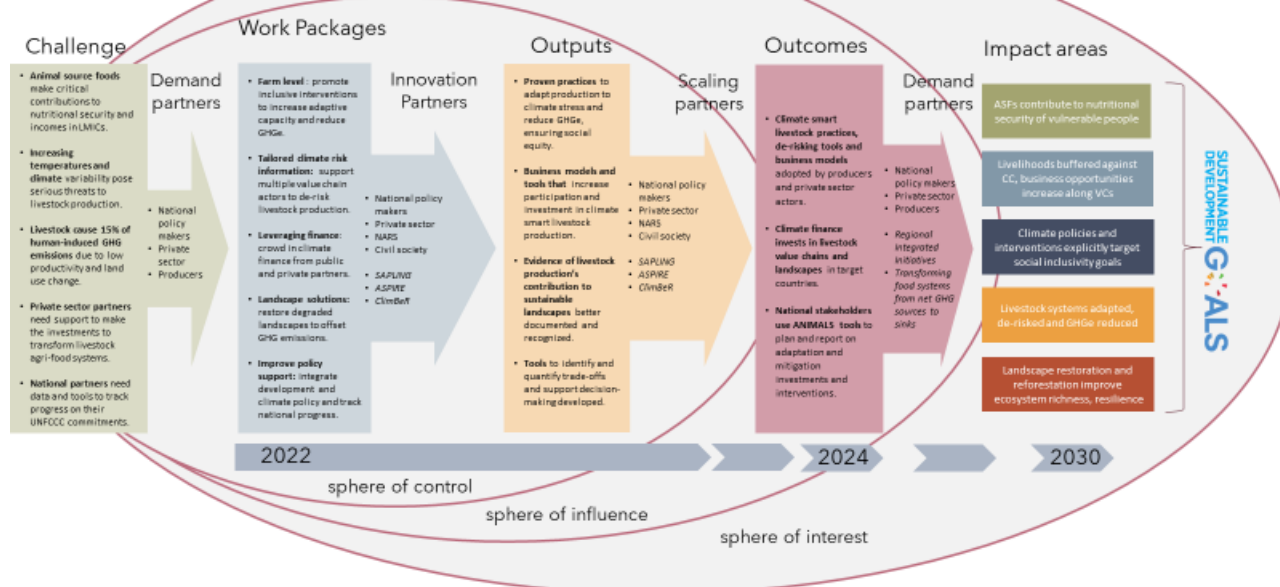 Challenge
• Animal source foods
make critical
contributions to
nutritional security and
incomes in LMICs.
• Increasing
temperatures and
climate variability pose
serious threats to
livestock production.
• Livestock cause 15% of
human-induced GHG
emissions due to low
productivity and land
use change.
• Private sector partners
need support to make
the investments to
transform livestock
agri-food systems.
• National partners need
data and tools to track
progress on their
UNFCCC commitments.
Demand
partners
• National
policy
makers
• Private
sector
• Producers
Work Packages
• Farm level: promote
inclusive interventions
to increase adaptive
capacity and reduce
GHGe.
• Tailored climate risk
information: support
multiple value chain
actors to de-risk
livestock production.
• Leveraging finance:
crowd in climate
finance from public
and private partners.
• Landscape solutions:
restore degraded
landscapes to offset
GHG emissions.
• Improve policy
support: integrate
development and
climate policy and track
national progress.
Innovation
Partners
• National policy
makers
• Private sector
• NARS
• Civil society
• SAPLING
• ASPIRE
• ClimBeR
Outputs
• Proven practices to
adapt production to
climate stress and
reduce GHGe,
ensuring social
equity.
• Business models and
tools that increase
participation and
investment in climate
smart livestock
production.
• Evidence of livestock
production's
contribution to
sustainable
landscapes better
documented and
recognized.
• Tools to identify and
quantify trade-offs
and support decision-
making developed.
Scaling
partners
• National policy
makers
• Private sector
• NARS
• Civil society
• SAPLING
• ASPIRE
• ClimBeR
Outcomes
• Climate smart
livestock practices,
de-risking tools and
business models
adopted by producers
and private sector
actors.
• Climate finance
invests in livestock
value chains and
landscapes in target
countries.
• National stakeholders
use ANIMALS tools to
plan and report on
adaptation and
mitigation
investments and
interventions.
Demand
partners
• National
policy makers
• Private sector
• Producers
• Regional
Integrated
Initiatives
• Transforming
food systems
from net GHG
sources to
sinks
Impact areas
ASFs contribute to nutritional
security of vulnerable people
Livelihoods buffered against
CC, business opportunities
increase along VCs
Climate policies and
interventions explicitly target
social inclusivity goals
Livestock systems adapted,
de-risked and GHGe reduced
Landscape restoration and
reforestation improve
ecosystem richness, resilience
SUSTAINABLE
DEVELOPMENT
GOALS
2022
2024
2030
sphere of control
sphere of influence
sphere of interest